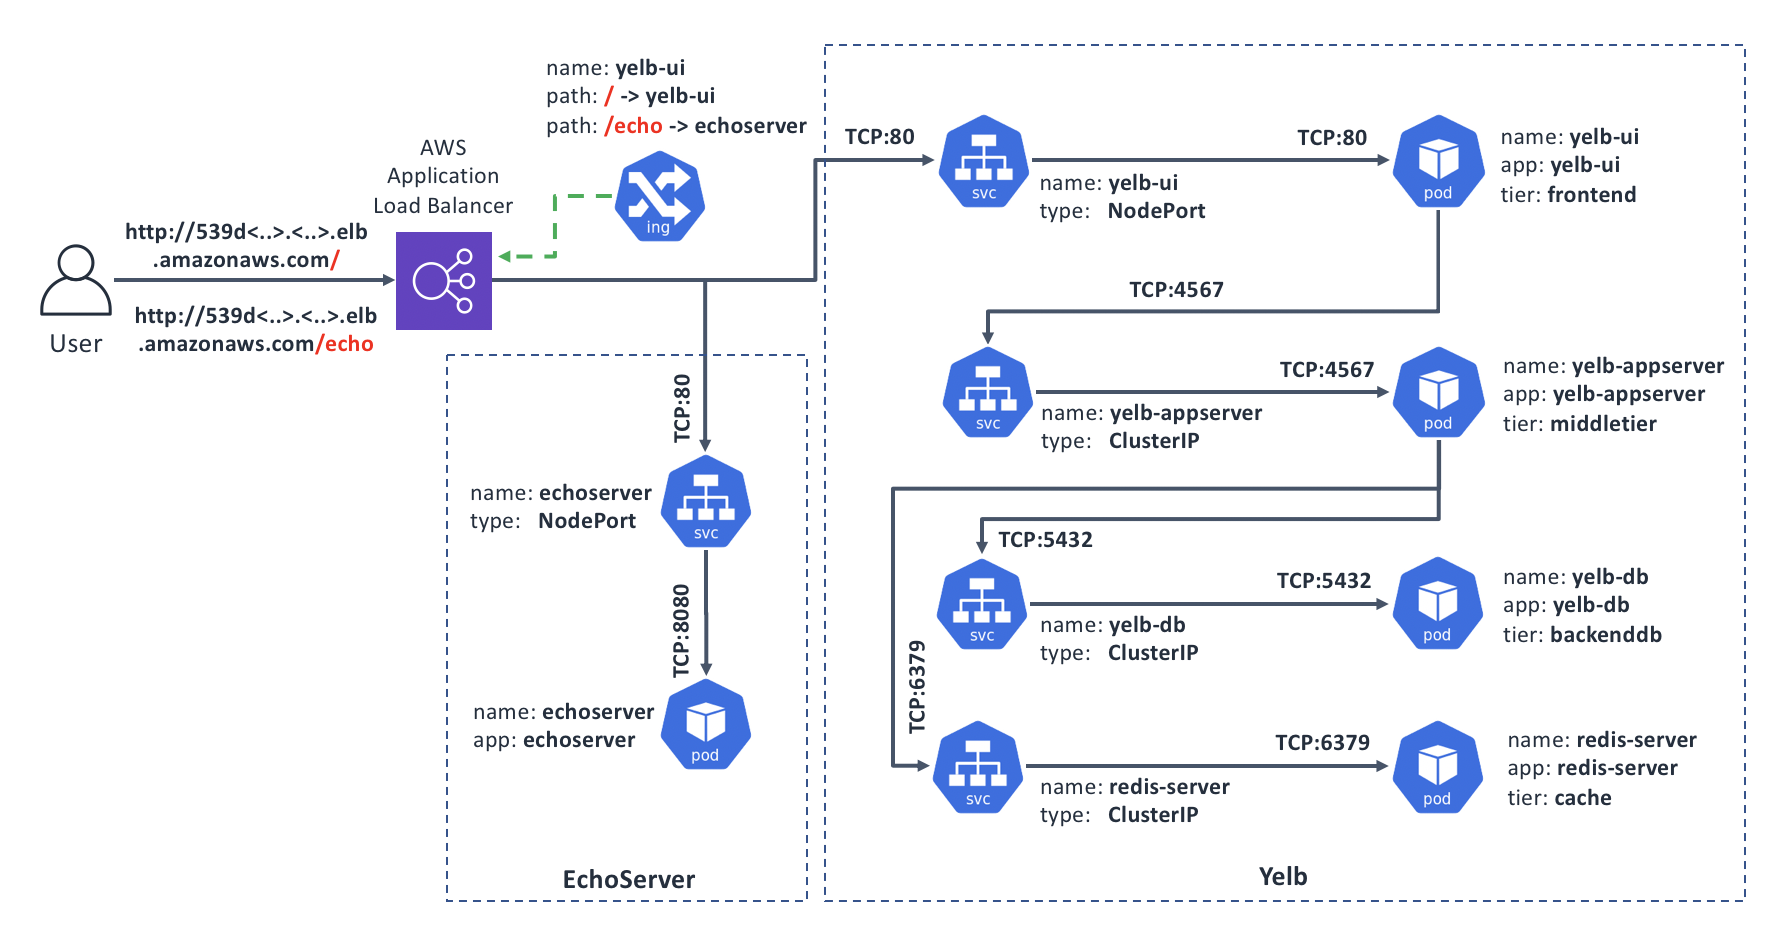 name: yelb-ui
path: / -> yelb-ui
path: /echo -> echoserver
AWS
Application
Load Balancer
ing
http://539d<..>.<..>.elb
.amazonaws.com/
http://539d<..>.<..>.elb
.amazonaws.com/echo
User
TCP:80
svc
name: echoserver
type: NodePort
TCP:8080
pod
name: echoserver
app: echoserver
EchoServer
TCP:80
svc
name: yelb-ui
type: NodePort
TCP:80
pod
name: yelb-ui
app: yelb-ui
tier: frontend
TCP:4567
svc
name: yelb-appserver
type: ClusterIP
TCP:4567
pod
name: yelb-appserver
app: yelb-appserver
tier: middletier
TCP:5432
svc
name: yelb-db
type: ClusterIP
TCP:5432
pod
name: yelb-db
app: yelb-db
tier: backenddb
TCP:6379
svc
name: redis-server
type: ClusterIP
TCP:6379
pod
name: redis-server
app: redis-server
tier: cache
Yelb